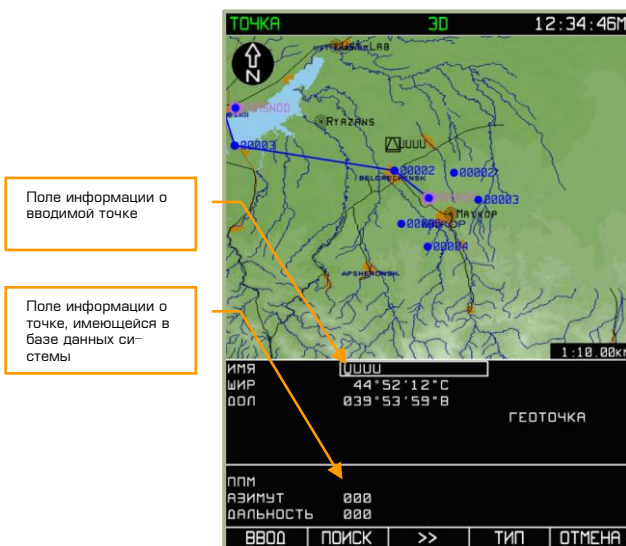 ТОЧКА 3D 12:34:46М
N
RYAZANS
UUUU
00003
00002
00002
BELORECHENSK
00003
MAYKOP
00004
APSHERONSK
1:10.00км
Поле информации о
вводимой точке
Поле информации о
точке, имеющейся в
базе данных си-
стемы
ИМЯ UUUU
ШИР 44°52'12"С
ДОЛ 039°53'59"В
ГЕОТОЧКА
ППМ
АЗИМУТ 000
ДАЛЬНОСТЬ 000
ВВОД ПОИСК >> ТИП ОТМЕНА